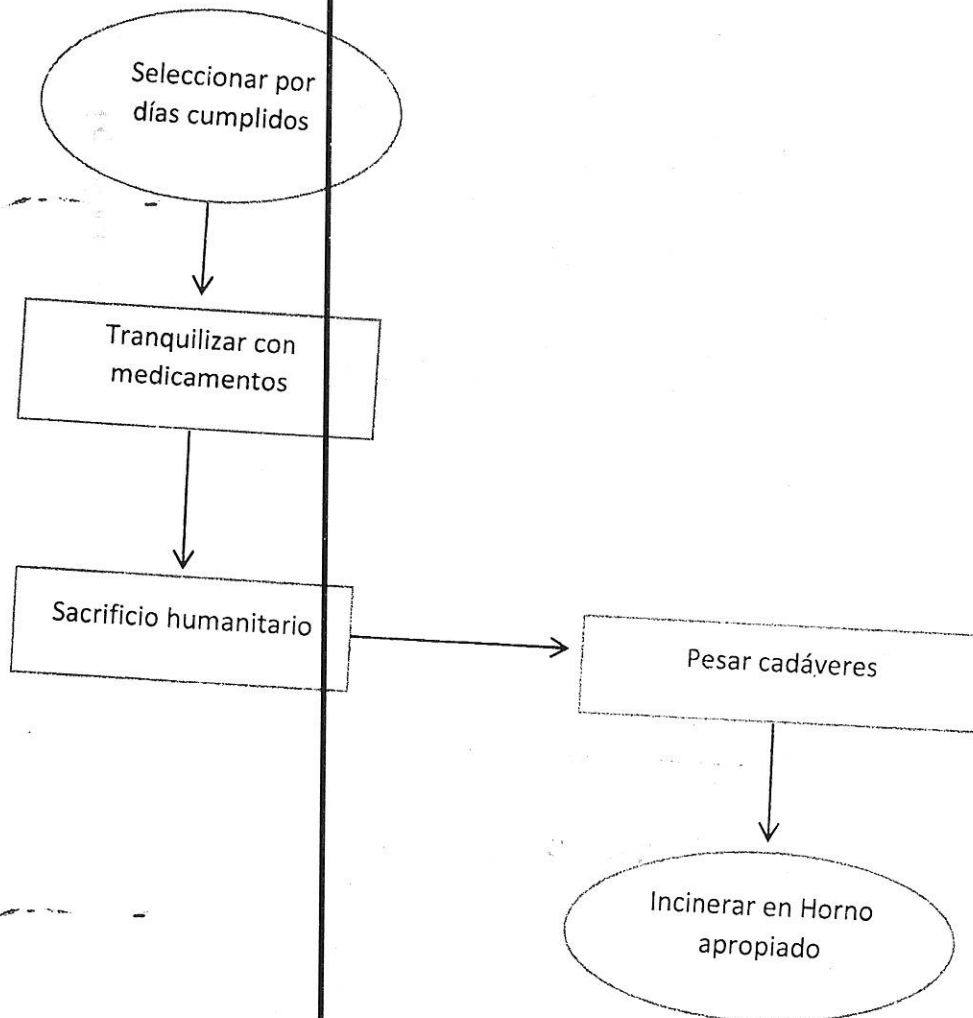 Seleccionar por
días cumplidos
Tranquilizar con
medicamentos
Sacrificio humanitario
Pesar cadáveres
Incinerar en Horno
apropiado